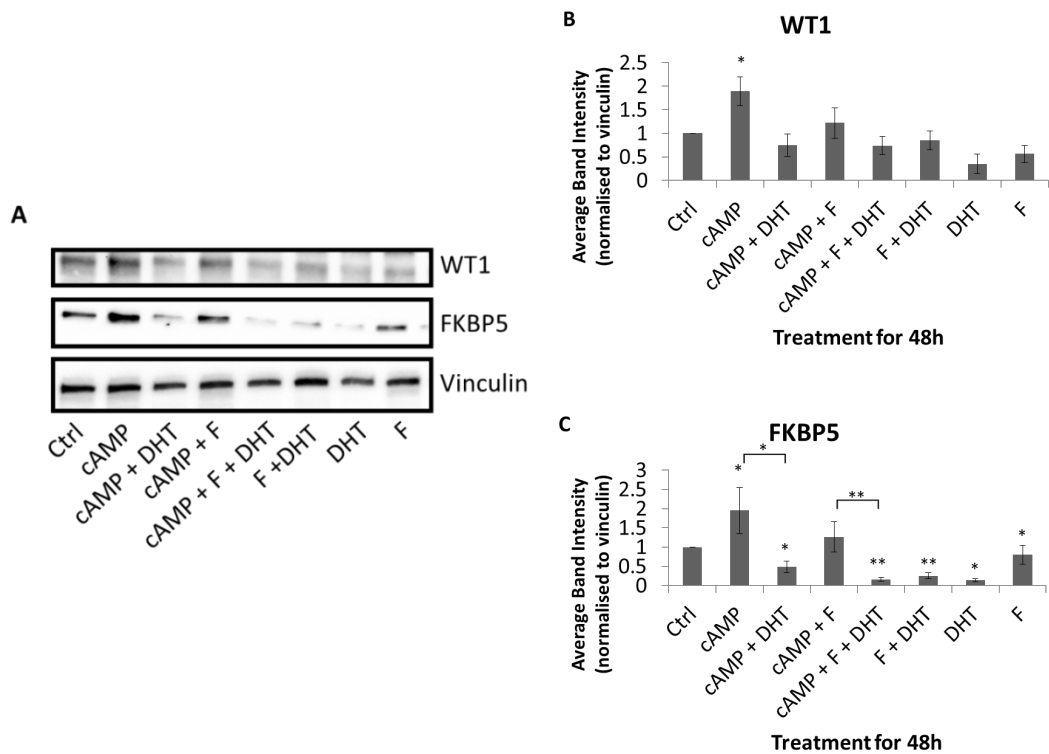 A
WT1
FKBP5
Vinculin
Ctrl
cAMP
cAMP + DHT
cAMP + F
cAMP + F + DHT
F +DHT
DHT
F
B
WT1
Average Band Intensity
(normalised to vinculin)
2.5
2
1.5
1
0.5
0
*
Ctrl
cAMP
cAMP + DHT
cAMP + F
cAMP + F + DHT
F + DHT
DHT
F
Treatment for 48h
C
FKBP5
Average Band Intensity
(normalised to vinculin)
3
2.5
2
1.5
1
0.5
0
*
*
*
**
**
**
*
*
Ctrl
cAMP
cAMP + DHT
cAMP + F
cAMP + F + DHT
F + DHT
DHT
F
Treatment for 48h